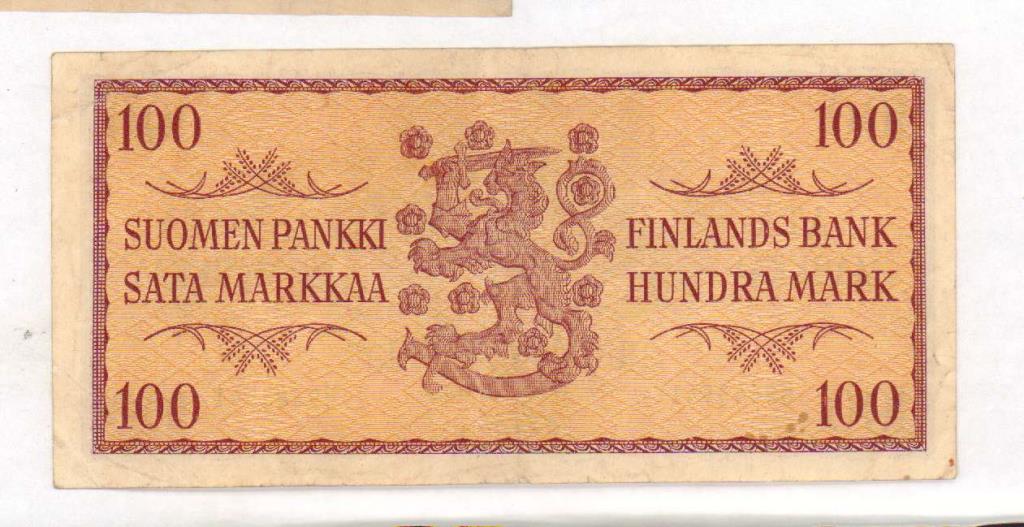 100
100
SUOMEN PANKKI
SATA MARKKAA
FINLANDS BANK
HUNDRA MARK
100
100